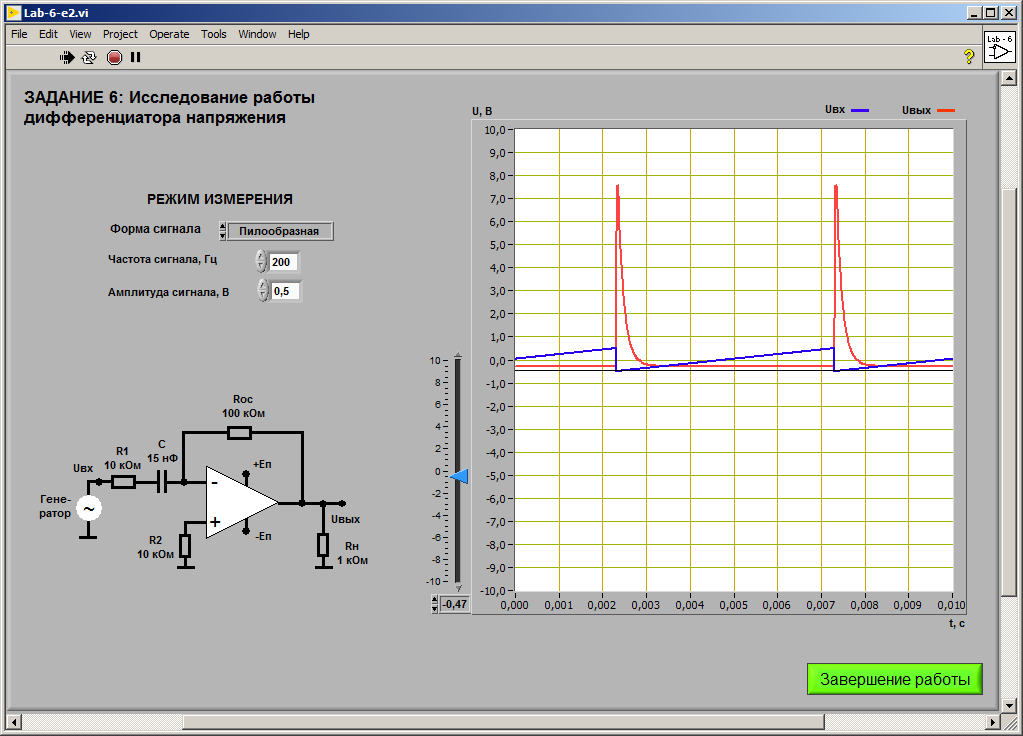 Lab-6-e2.vi
File Edit View Project Operate Tools Window Help
?
Lab - 6
ЗАДАНИЕ 6: Исследование работы
дифференциатора напряжения
РЕЖИМ ИЗМЕРЕНИЯ
Форма сигнала Пилообразная
Частота сигнала, Гц 200
Амплитуда сигнала, В 0,5
U, В Uвх Uвых
10,0
9,0
8,0
7,0
6,0
5,0
4,0
3,0
2,0
1,0
0,0
-1,0
-2,0
-3,0
-4,0
-5,0
-6,0
-7,0
-8,0
-9,0
-10,0
0,000 0,001 0,002 0,003 0,004 0,005 0,006 0,007 0,008 0,009 0,010
t, с
10
8
6
4
2
0
-2
-4
-6
-8
-10
-0,47
Rос
100 кОм
C
15 нФ
R1
10 кОм
Uвх
+Еп
-
Гене-
ратор
~
+
Uвых
-Еп
R2
10 кОм
Rн
1 кОм
Завершение работы